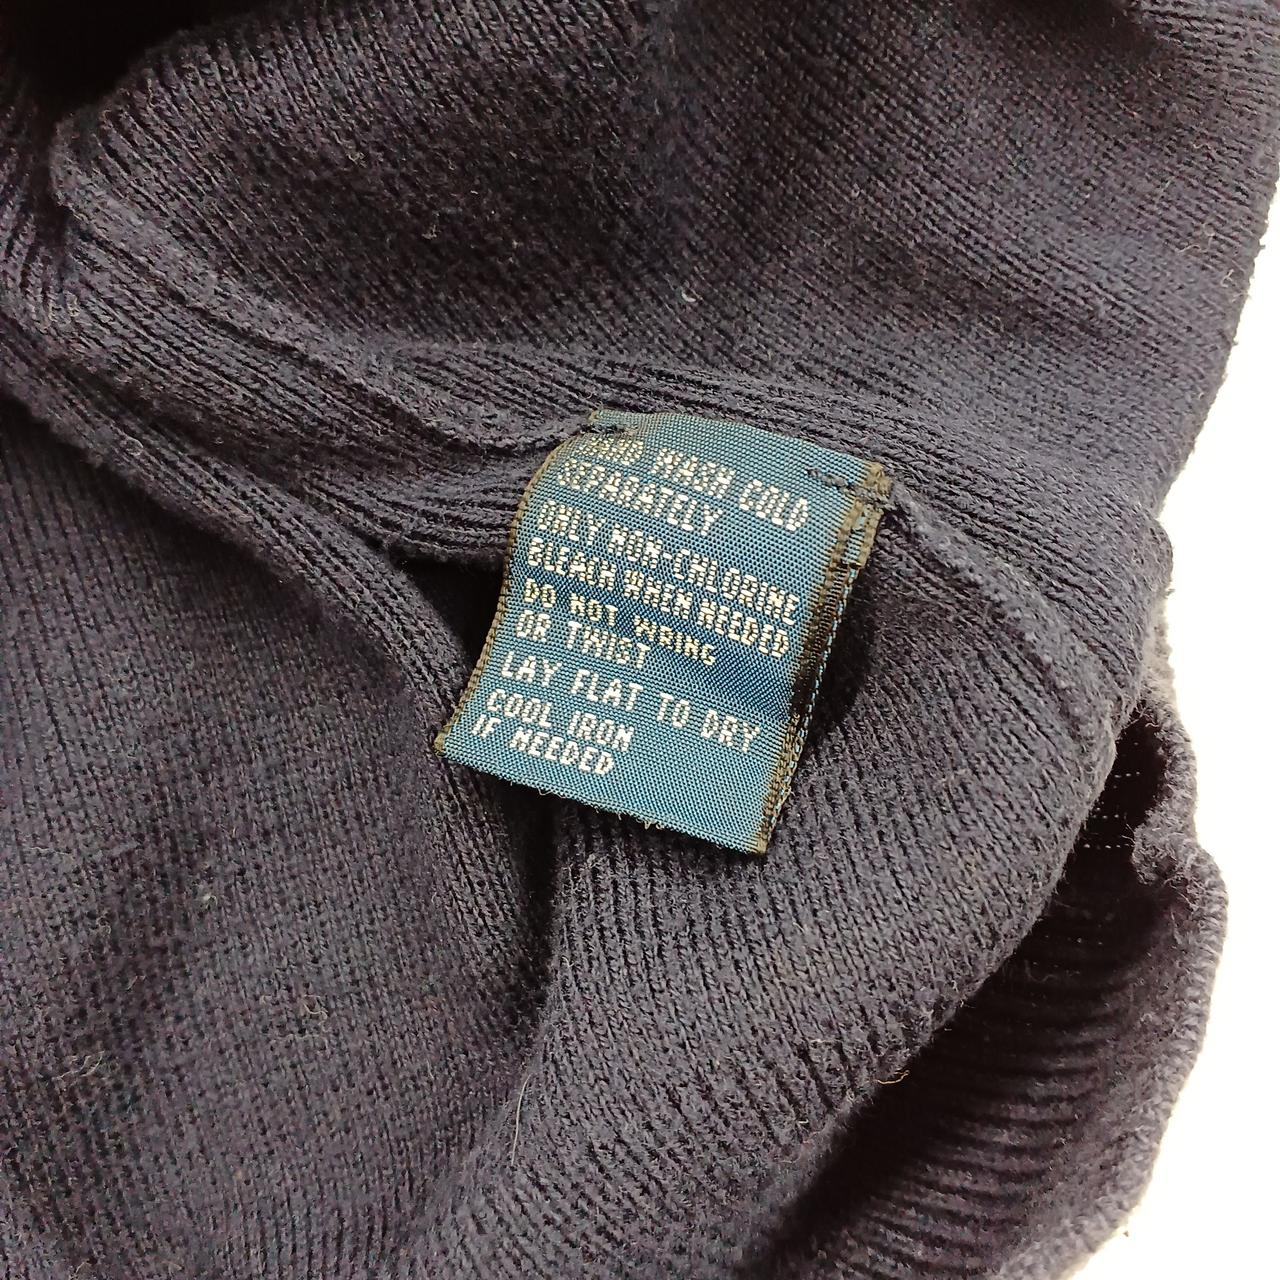 HAND WASH COLD
SEPARATELY
ONLY NON-CHLORINE
BLEACH WHEN NEEDED
DO NOT WRING
OR TWIST
LAY FLAT TO DRY
COOL IRON
IF NEEDED